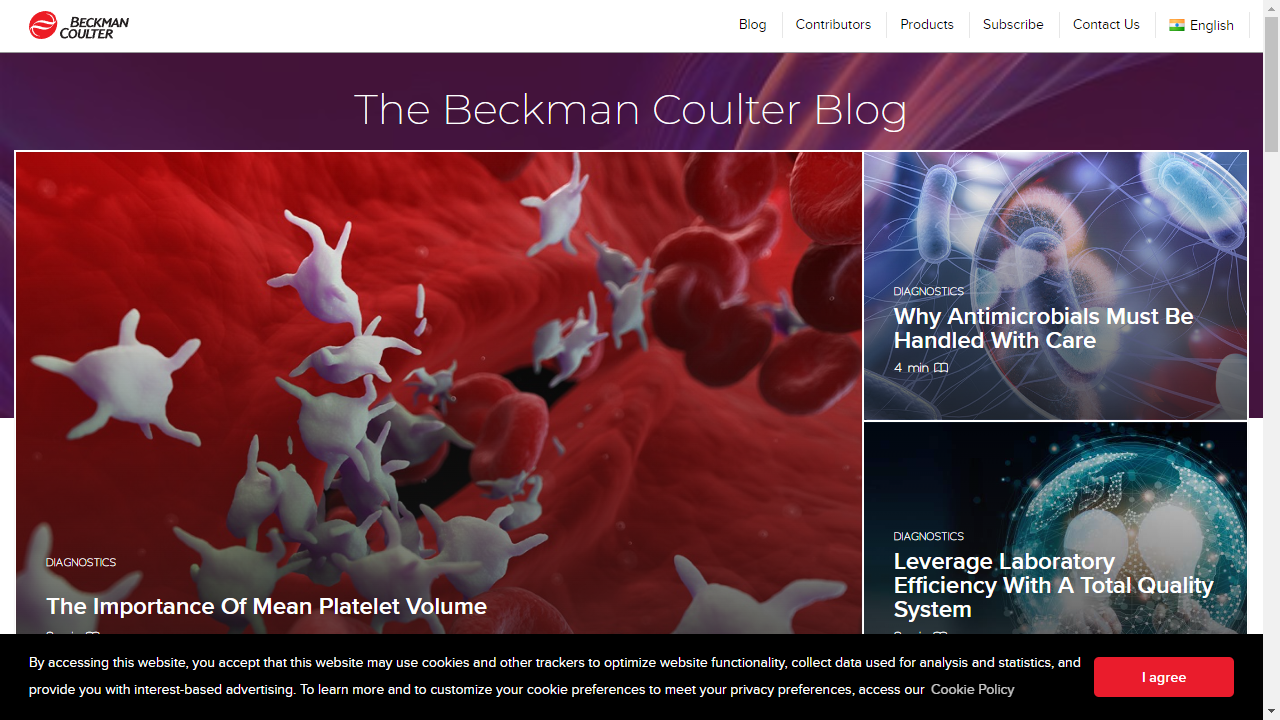 BECKMAN
COULTER
Blog
Contributors
Products
Subscribe
Contact Us
English
The Beckman Coulter Blog
DIAGNOSTICS
The Importance Of Mean Platelet Volume
DIAGNOSTICS
Why Antimicrobials Must Be
Handled With Care
4 min
DIAGNOSTICS
Leverage Laboratory
Efficiency With A Total Quality
System
By accessing this website, you accept that this website may use cookies and other trackers to optimize website functionality, collect data used for analysis and statistics, and
provide you with interest-based advertising. To learn more and to customize your cookie preferences to meet your privacy preferences, access our Cookie Policy
I agree